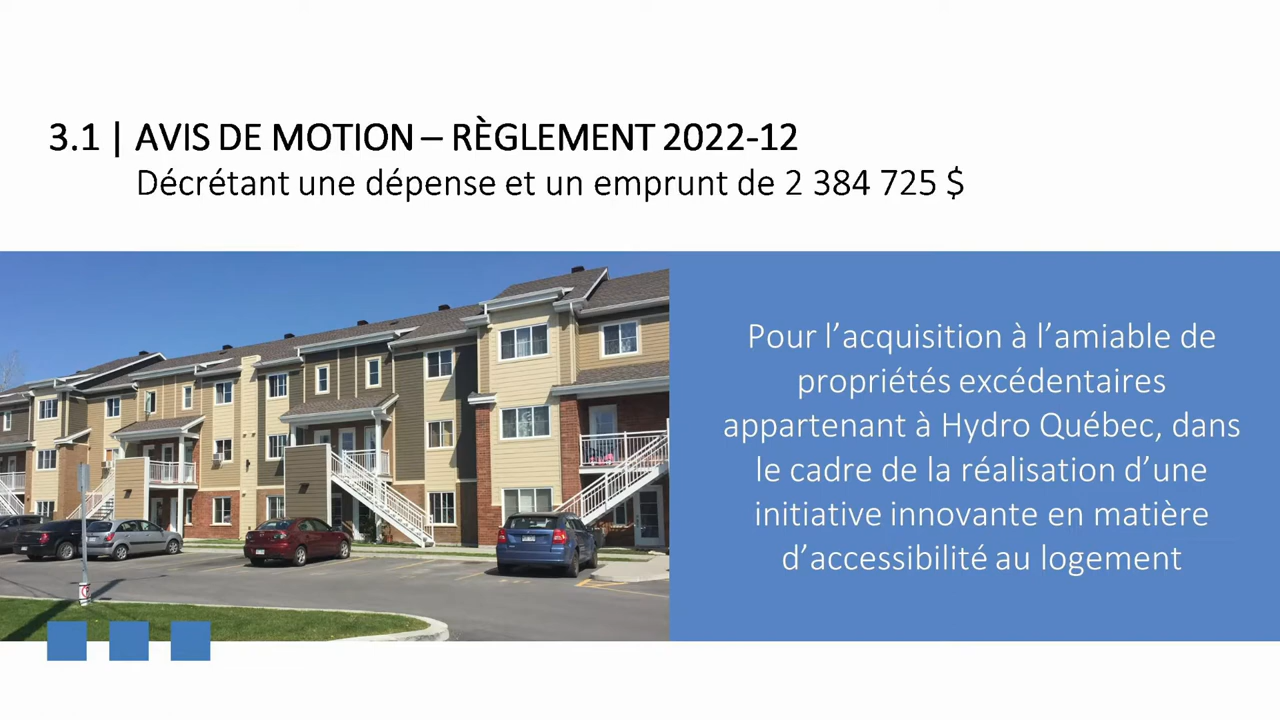 3.1 | AVIS DE MOTION – RÈGLEMENT 2022-12
Décrétant une dépense et un emprunt de 2 384 725 $
Pour l’acquisition à l’amiable de
propriétés excédentaires
appartenant à Hydro Québec, dans
le cadre de la réalisation d’une
initiative innovante en matière
d’accessibilité au logement